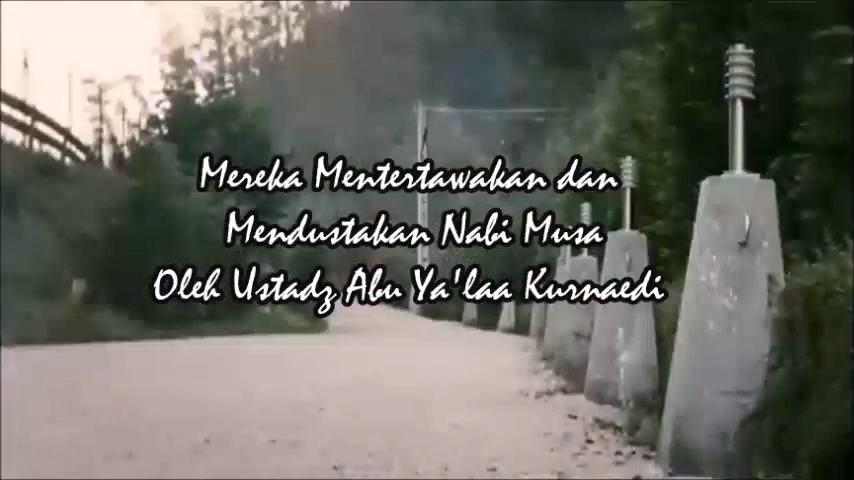 Mereka Mentertawakan dan
Mendustakan Nabi Musa
Oleh Ustadz Abu Ya'laa Kurnaedi